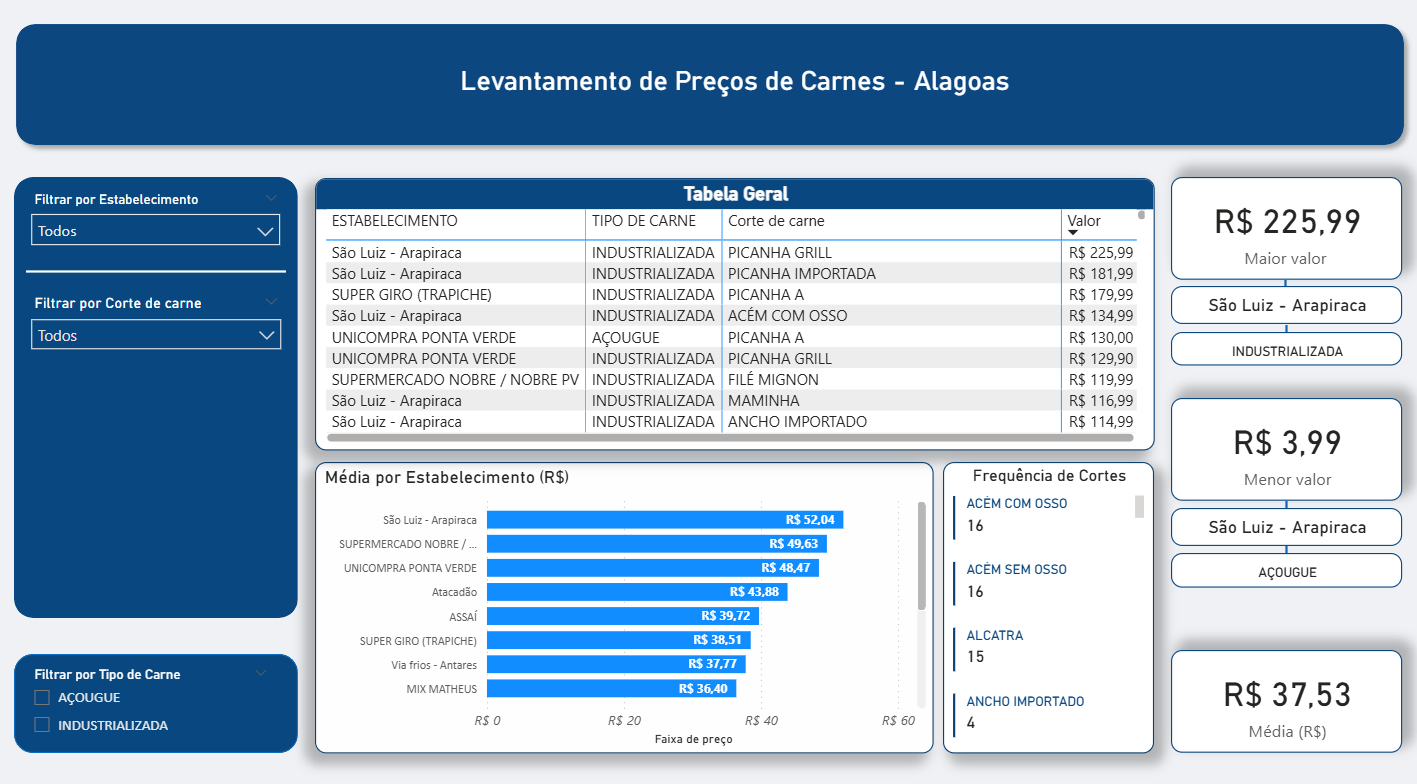 Levantamento de Preços de Carnes - Alagoas
Filtrar por Estabelecimento
Todos
Filtrar por Corte de carne
Todos
Filtrar por Tipo de Carne
AÇOUGUE
INDUSTRIALIZADA
Tabela Geral
ESTABELECIMENTO TIPO DE CARNE Corte de carne Valor
São Luiz - Arapiraca INDUSTRIALIZADA PICANHA GRILL R$ 225,99
São Luiz - Arapiraca INDUSTRIALIZADA PICANHA IMPORTADA R$ 181,99
SUPER GIRO (TRAPICHE) INDUSTRIALIZADA PICANHA A R$ 179,99
São Luiz - Arapiraca INDUSTRIALIZADA ACÉM COM OSSO R$ 134,99
UNICOMPRA PONTA VERDE AÇOUGUE PICANHA A R$ 130,00
UNICOMPRA PONTA VERDE INDUSTRIALIZADA PICANHA GRILL R$ 129,90
SUPERMERCADO NOBRE / NOBRE PV INDUSTRIALIZADA FILÉ MIGNON R$ 119,99
São Luiz - Arapiraca INDUSTRIALIZADA MAMINHA R$ 116,99
São Luiz - Arapiraca INDUSTRIALIZADA ANCHO IMPORTADO R$ 114,99
Média por Estabelecimento (R$)
São Luiz - Arapiraca R$ 52,04
SUPERMERCADO NOBRE / ... R$ 49,63
UNICOMPRA PONTA VERDE R$ 48,47
Atacadão R$ 43,88
ASSAÍ R$ 39,72
SUPER GIRO (TRAPICHE) R$ 38,51
Via frios - Antares R$ 37,77
MIX MATHEUS R$ 36,40
R$ 0 R$ 20 R$ 40 R$ 60
Faixa de preço
Frequência de Cortes
ACÉM COM OSSO
16
ACÉM SEM OSSO
16
ALCATRA
15
ANCHO IMPORTADO
4
R$ 225,99
Maior valor
São Luiz - Arapiraca
INDUSTRIALIZADA
R$ 3,99
Menor valor
São Luiz - Arapiraca
AÇOUGUE
R$ 37,53
Média (R$)